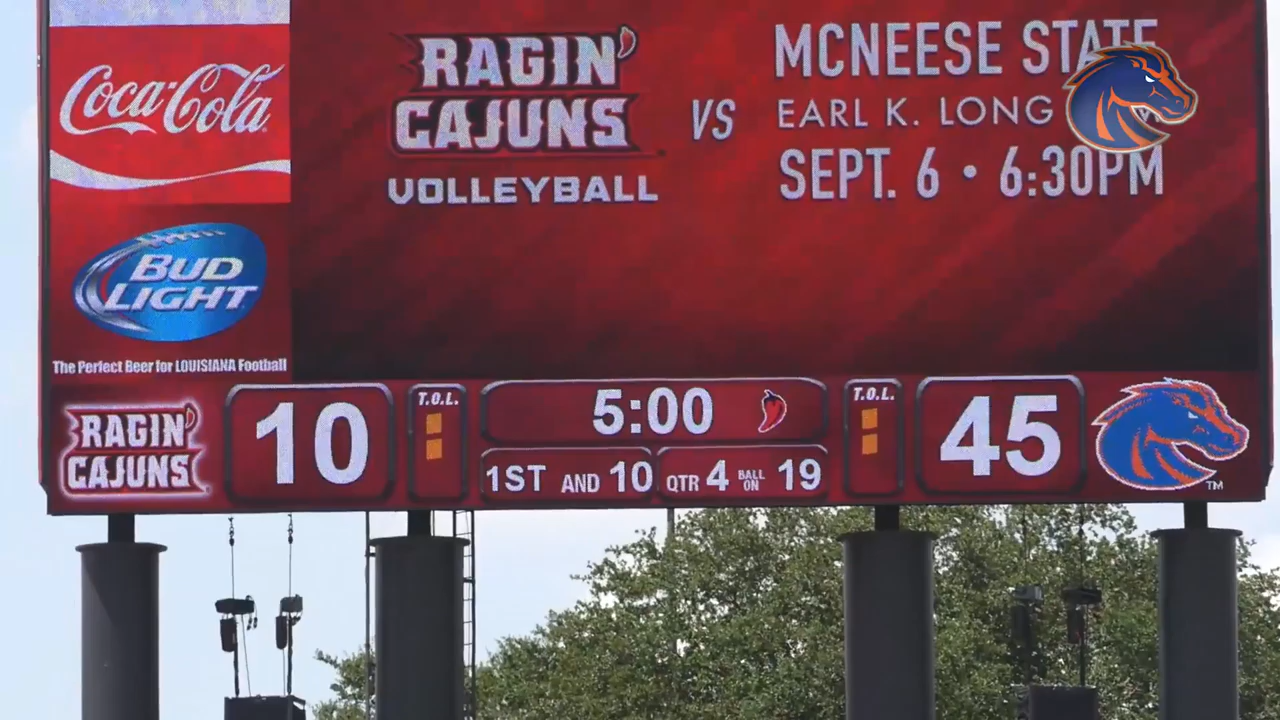 Coca-Cola
BUD
LIGHT
The Perfect Beer for LOUISIANA Football
RAGIN'
CAJUNS
VOLLEYBALL
VS
MCNEESE STATE
EARL K. LONG
SEPT. 6 • 6:30PM
RAGIN'
CAJUNS
10
T.O.L.
5:00
1ST AND 10
QTR 4 BALL ON 19
T.O.L.
45
TM